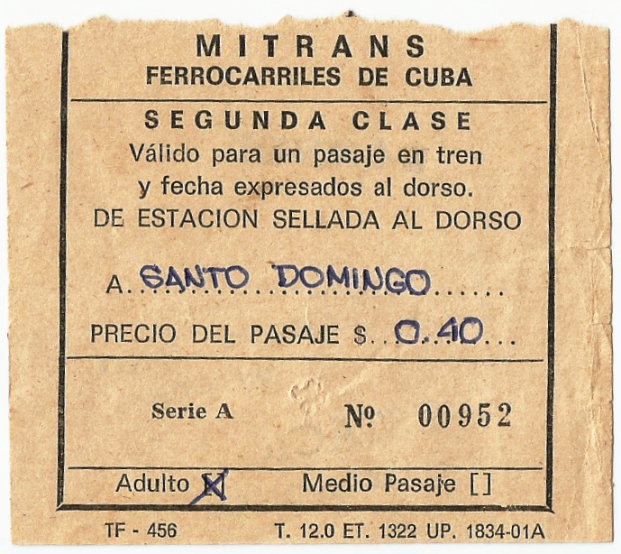 MITRANS
FERROCARRILES DE CUBA
SEGUNDA CLASE
Válido para un pasaje en tren
y fecha expresados al dorso.
DE ESTACION SELLADA AL DORSO
A..SANTO DOMINGO......
PRECIO DEL PASAJE $...0.40...
Serie A Nº 00952
Adulto [X] Medio Pasaje []
TF - 456 T. 12.0 ET. 1322 UP. 1834-01A